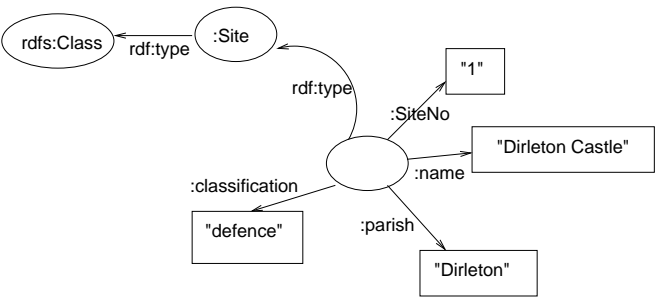 rdfs:Class
rdf:type
:Site
rdf:type
"1"
:SiteNo
"Dirleton Castle"
:name
:classification
"defence"
:parish
"Dirleton"